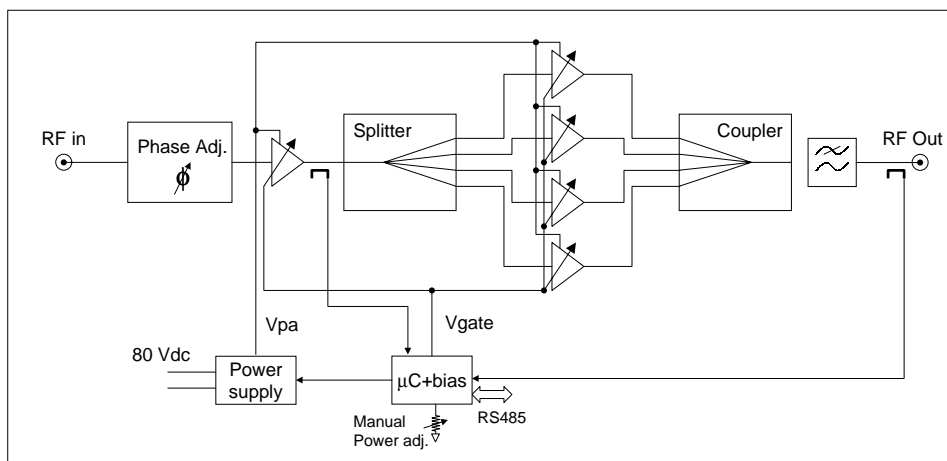 RF in
Phase Adj.
ϕ
Splitter
Coupler
RF Out
Vpa
Vgate
80 Vdc
Power
supply
μC+bias
RS485
Manual
Power adj.